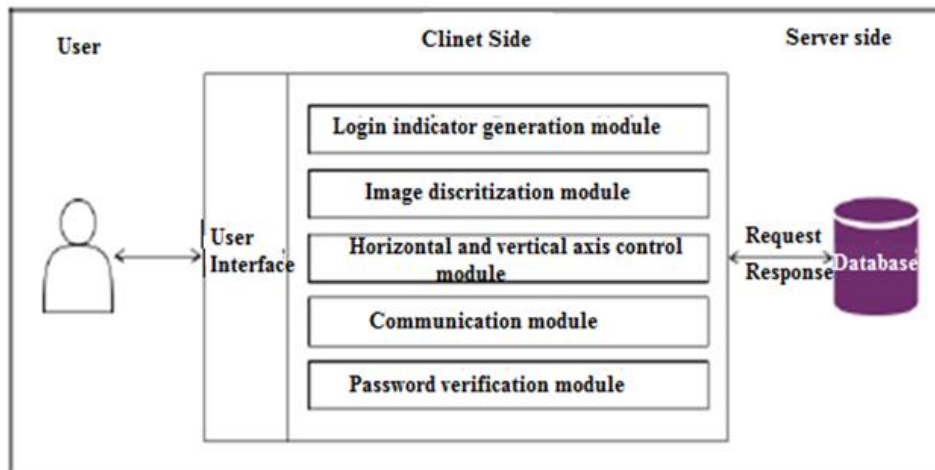 User
Clinet Side
Server side
Login indicator generation module
Image discritization module
Horizontal and vertical axis control
module
Communication module
Password verification module
User
Interface
Request
Response
Database